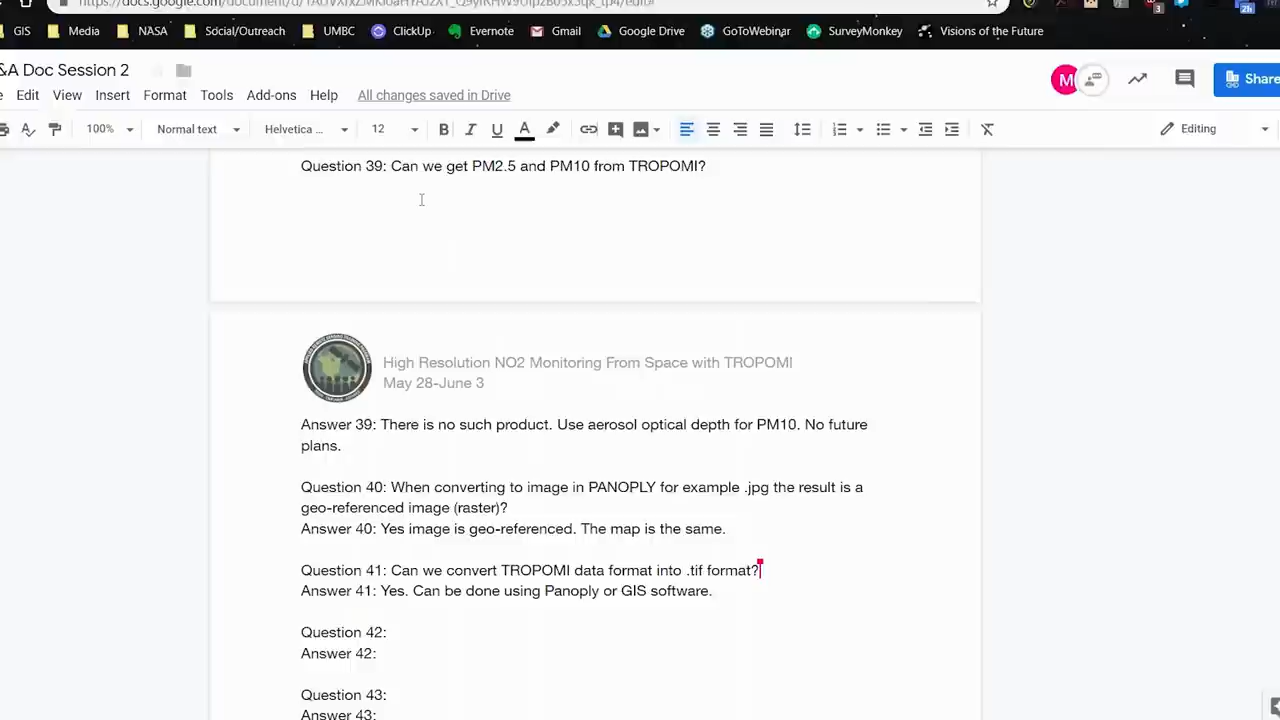 GIS Media NASA Social/Outreach UMBC ClickUp Evernote Gmail Google Drive GoToWebinar SurveyMonkey Visions of the Future
&A Doc Session 2
Edit View Insert Format Tools Add-ons Help All changes saved in Drive
M
Share
100% Normal text Helvetica ... 12 B I U A Editing
Question 39: Can we get PM2.5 and PM10 from TROPOMI?
High Resolution NO2 Monitoring From Space with TROPOMI
May 28-June 3
Answer 39: There is no such product. Use aerosol optical depth for PM10. No future
plans.
Question 40: When converting to image in PANOPLY for example .jpg the result is a
geo-referenced image (raster)?
Answer 40: Yes image is geo-referenced. The map is the same.
Question 41: Can we convert TROPOMI data format into .tif format?
Answer 41: Yes. Can be done using Panoply or GIS software.
Question 42:
Answer 42:
Question 43:
Answer 43: